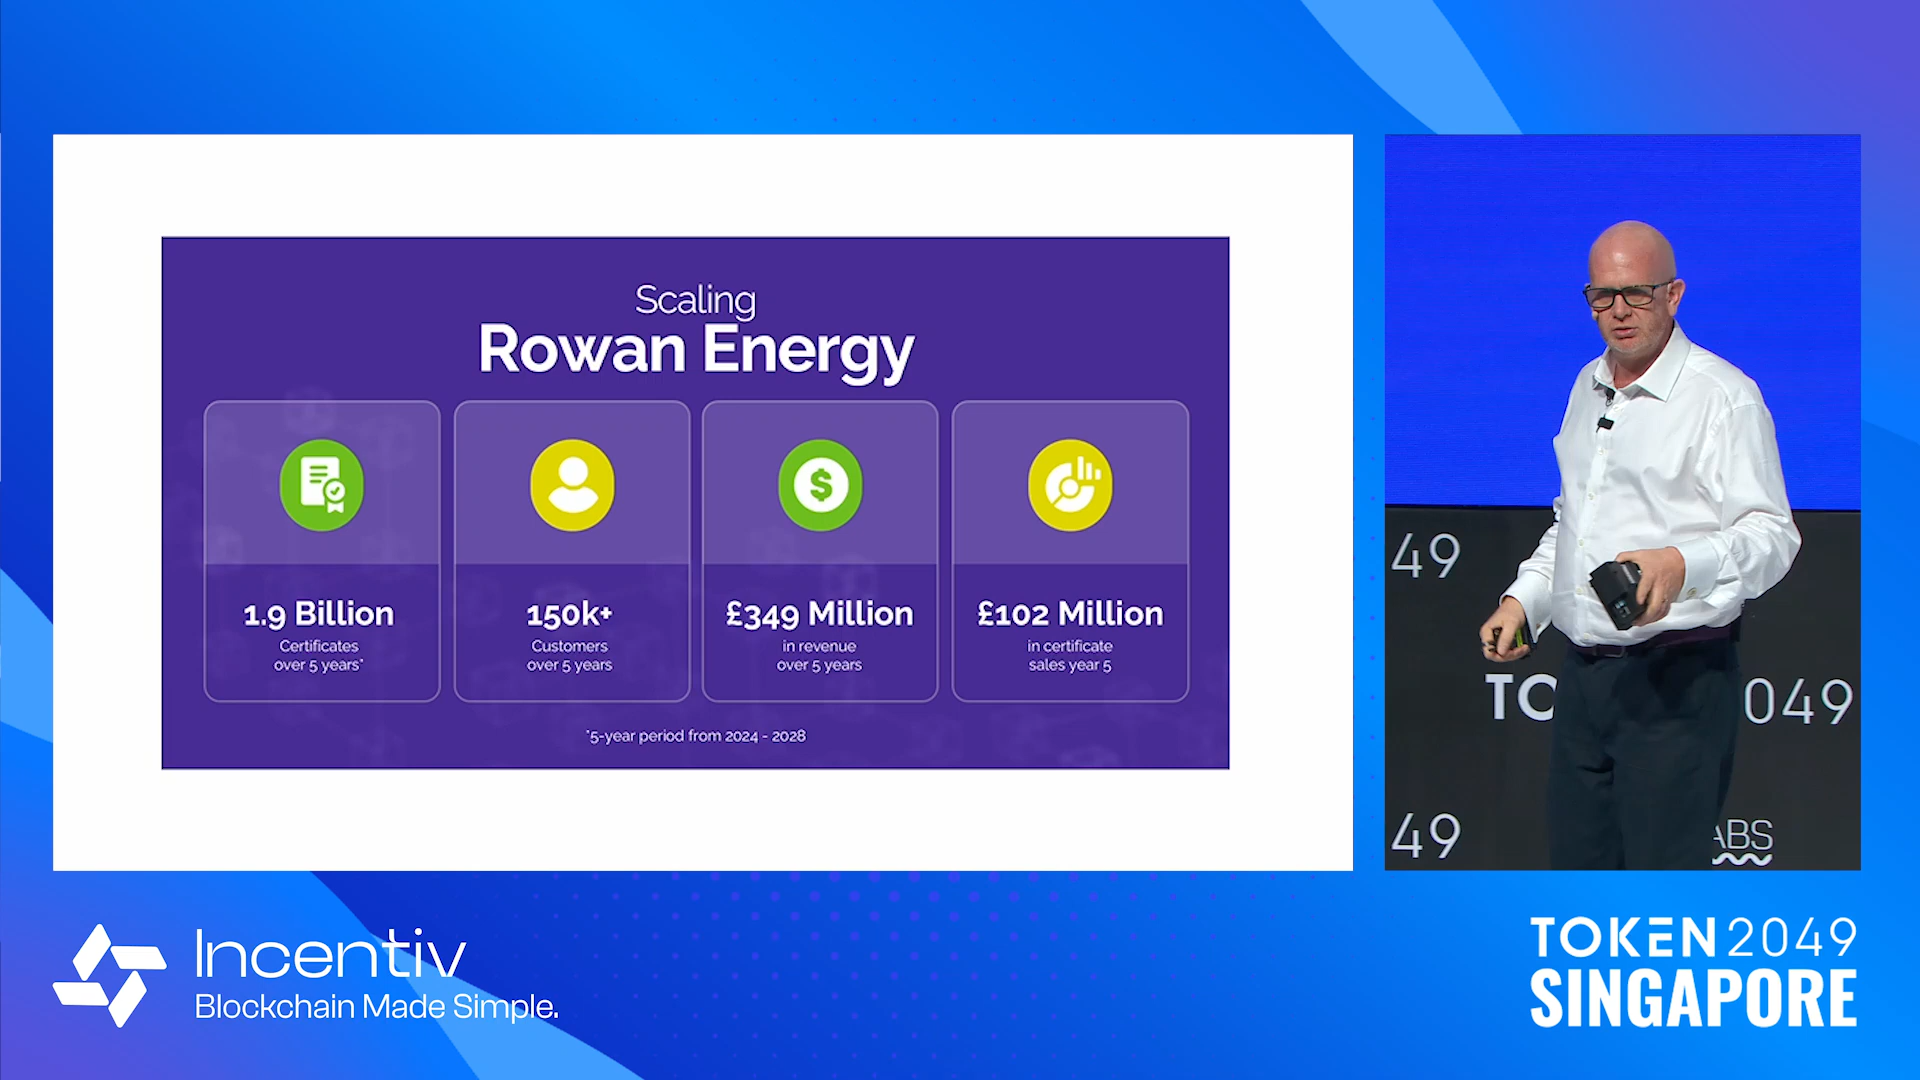 Scaling
Rowan Energy
1.9 Billion
Certificates
over 5 years*
150k+
Customers
over 5 years
£349 Million
in revenue
over 5 years
£102 Million
in certificate
sales year 5
*5-year period from 2024 - 2028
49
TO
049
49
ABS
Incentiv
Blockchain Made Simple.
TOKEN2049
SINGAPORE